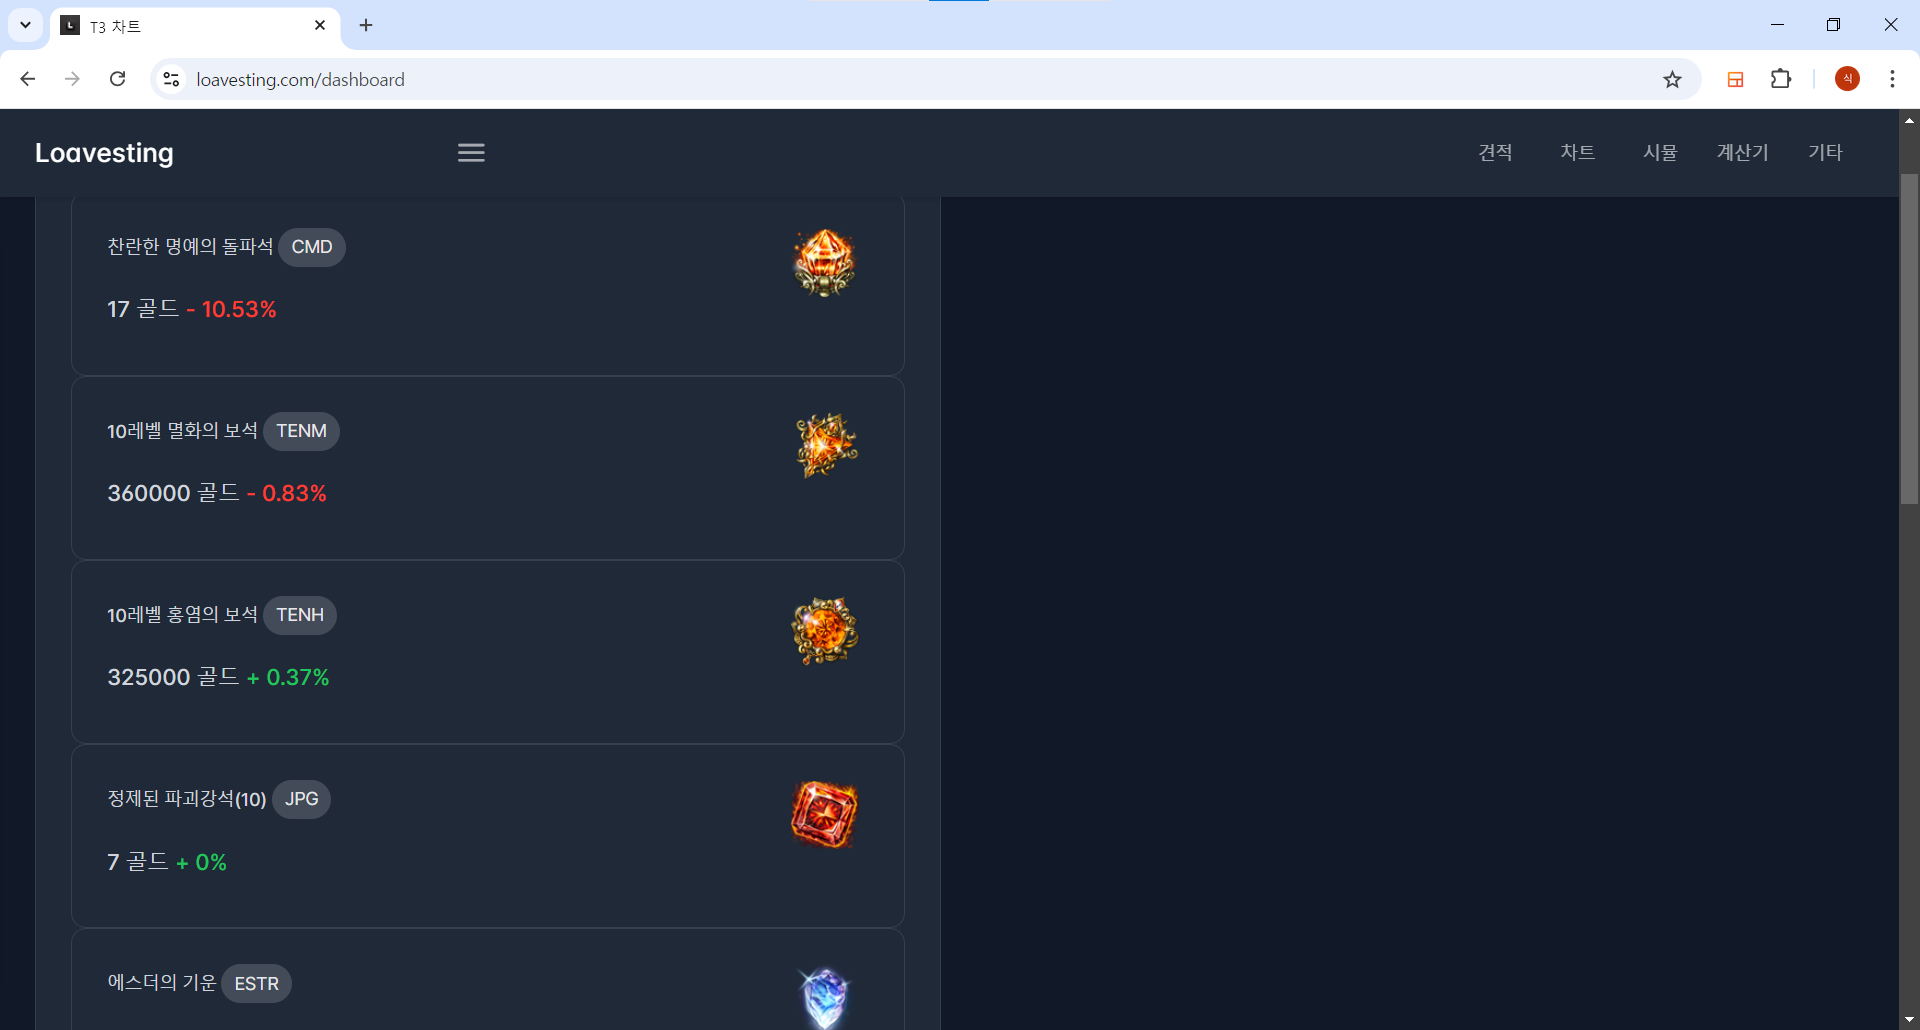 T3 차트
loavesting.com/dashboard
식
Loavesting
견적 차트 시뮬 계산기 기타
찬란한 명예의 돌파석 CMD
17 골드 - 10.53%
10레벨 멸화의 보석 TENM
360000 골드 - 0.83%
10레벨 홍염의 보석 TENH
325000 골드 + 0.37%
정제된 파괴강석(10) JPG
7 골드 + 0%
에스더의 기운 ESTR